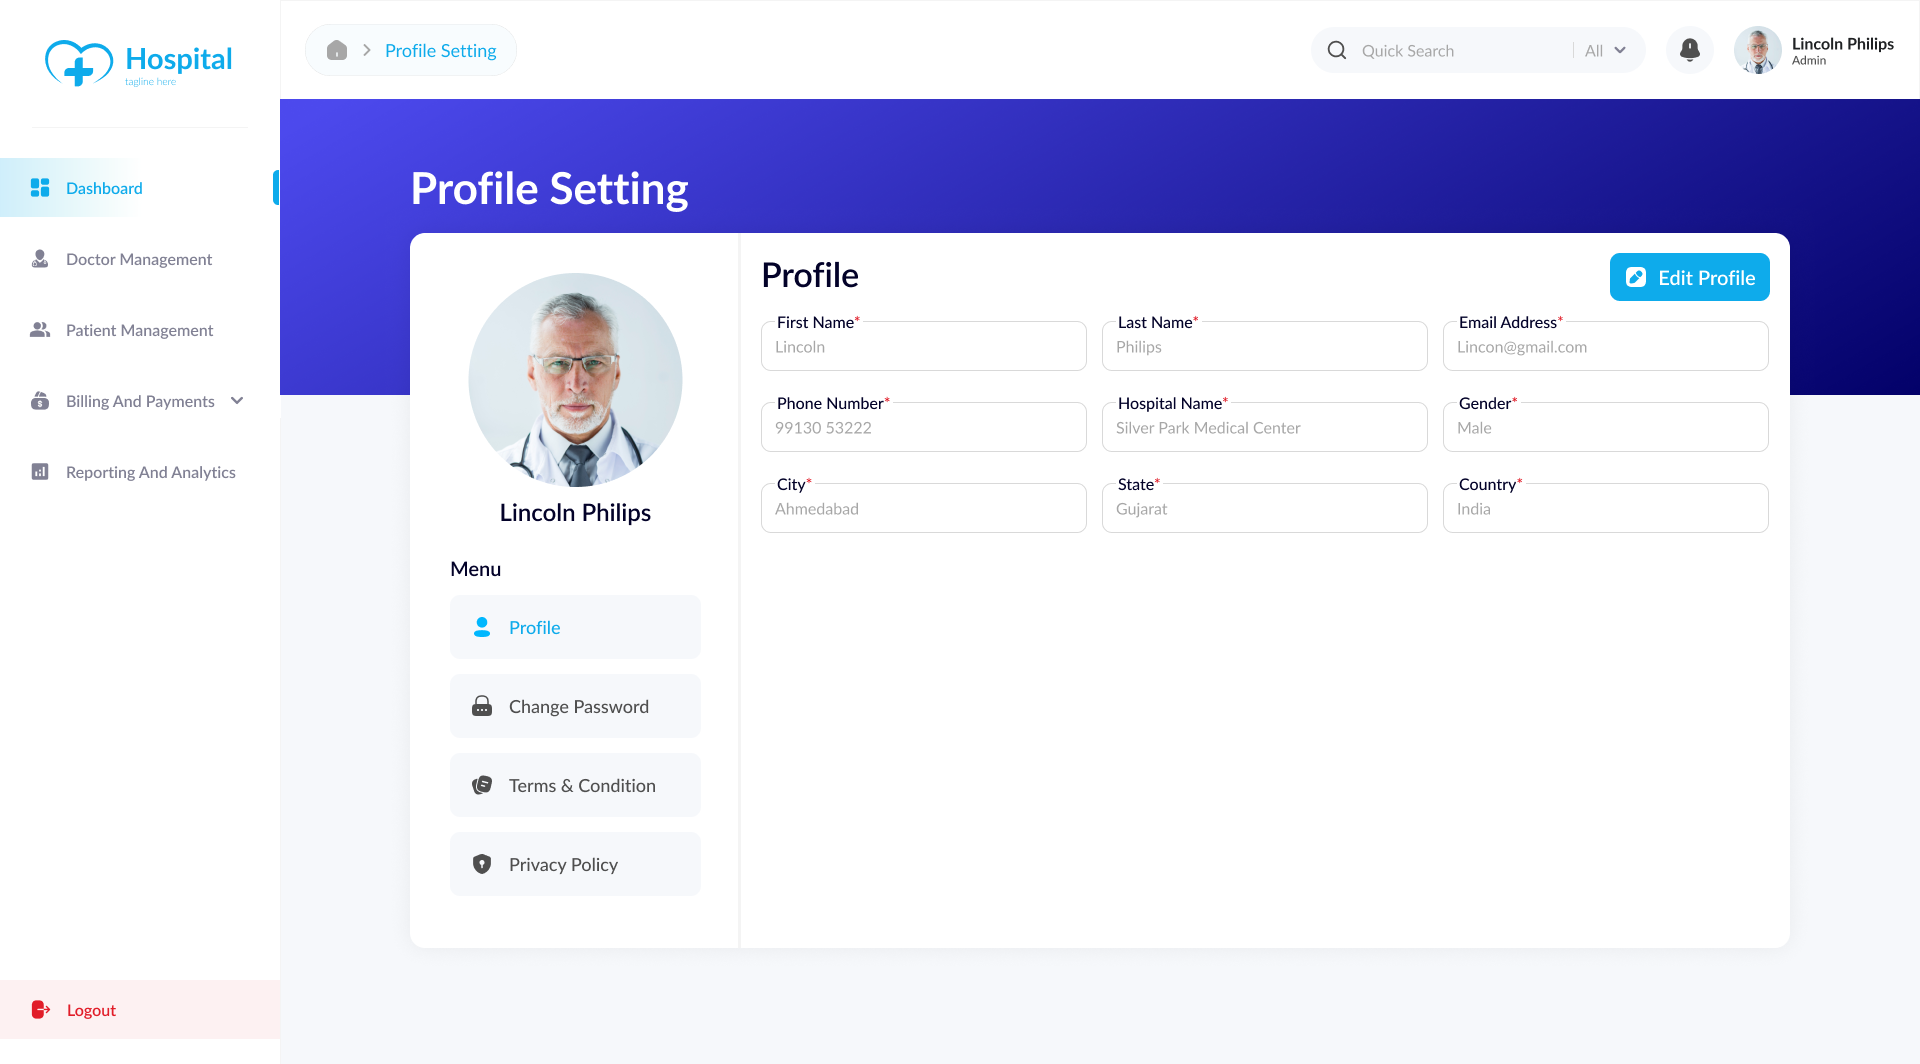 Hospital
tagline here
Dashboard
Doctor Management
Patient Management
Billing And Payments
Reporting And Analytics
Logout
Profile Setting
Quick Search
All
Lincoln Philips
Admin
Profile Setting
Lincoln Philips
Menu
Profile
Change Password
Terms & Condition
Privacy Policy
Profile
Edit Profile
First Name*
Lincoln
Last Name*
Philips
Email Address*
Lincon@gmail.com
Phone Number*
99130 53222
Hospital Name*
Silver Park Medical Center
Gender*
Male
City*
Ahmedabad
State*
Gujarat
Country*
India